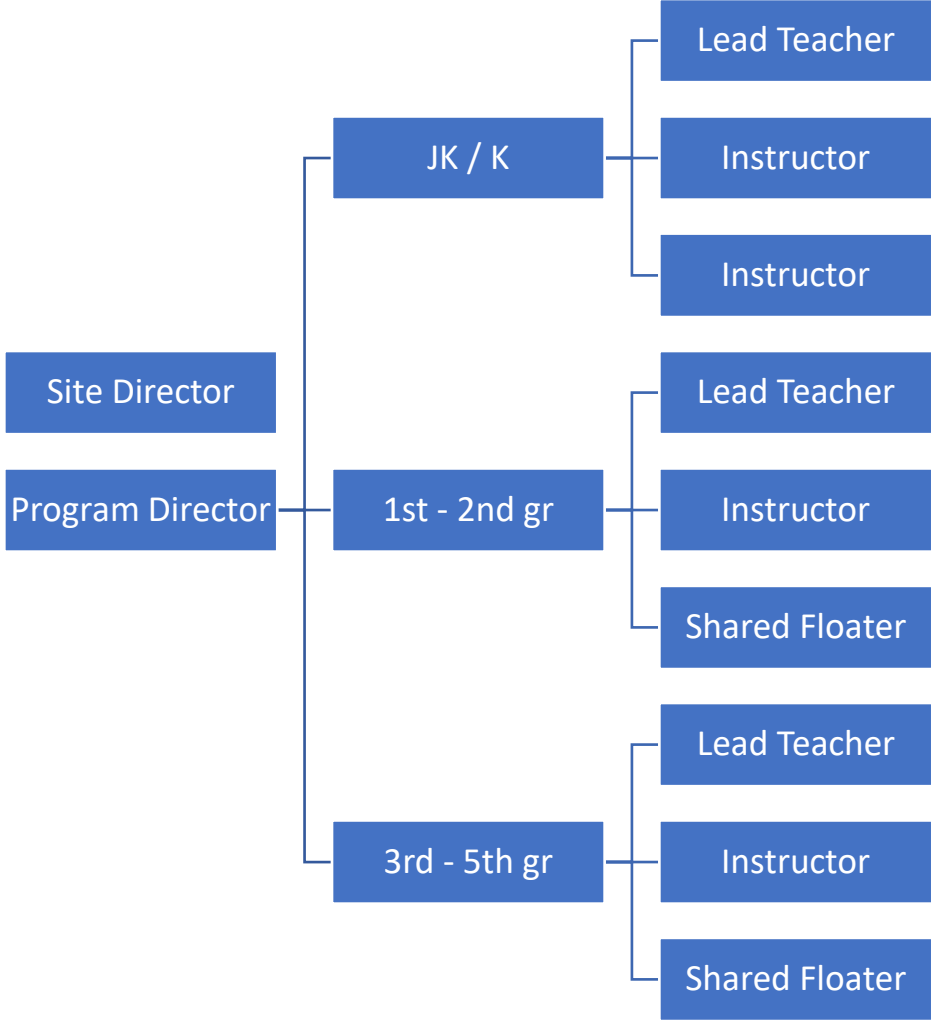 Site Director
Program Director
JK / K
Lead Teacher
Instructor
Instructor
1st - 2nd gr
Lead Teacher
Instructor
Shared Floater
3rd - 5th gr
Lead Teacher
Instructor
Shared Floater